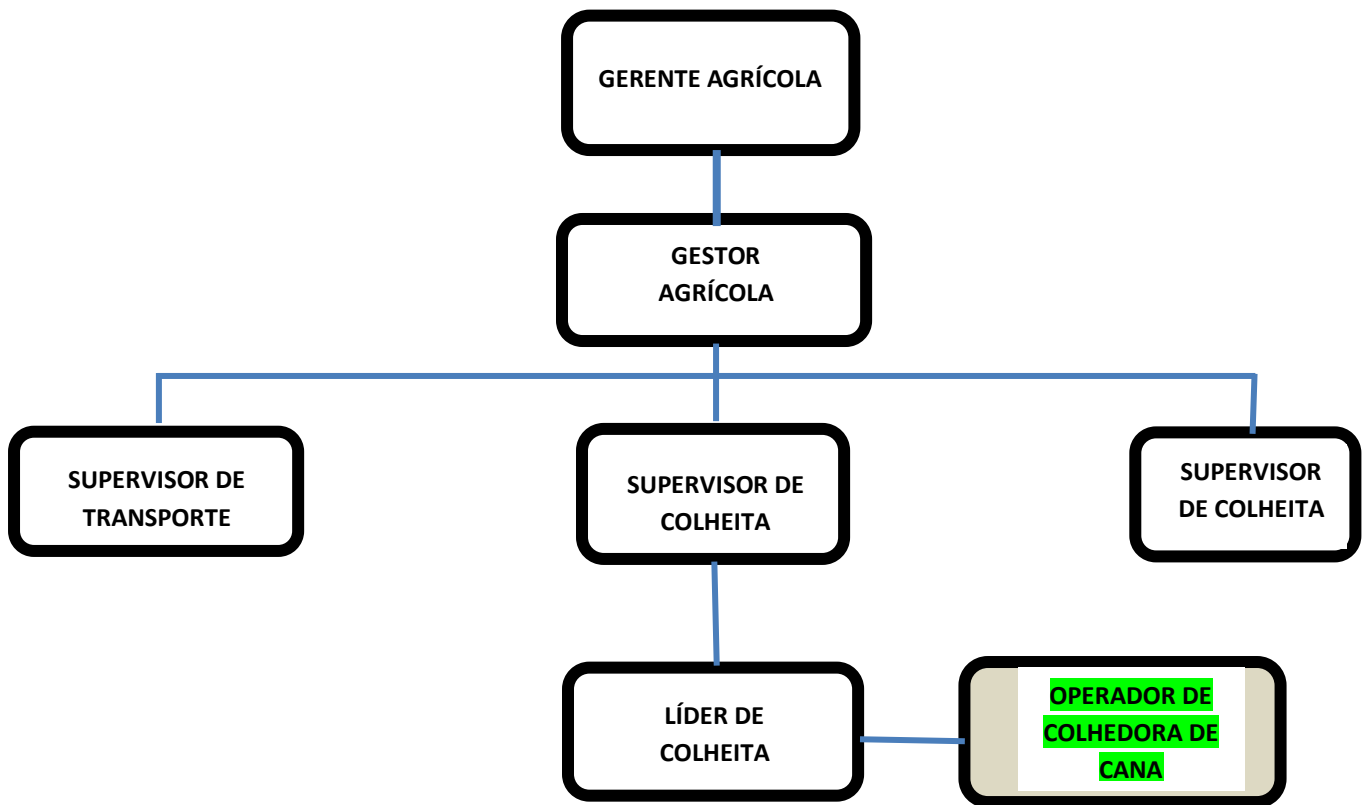 GERENTE AGRÍCOLA
GESTOR
AGRÍCOLA
SUPERVISOR DE
TRANSPORTE
SUPERVISOR DE
COLHEITA
SUPERVISOR
DE COLHEITA
LÍDER DE
COLHEITA
OPERADOR DE
COLHEDORA DE
CANA